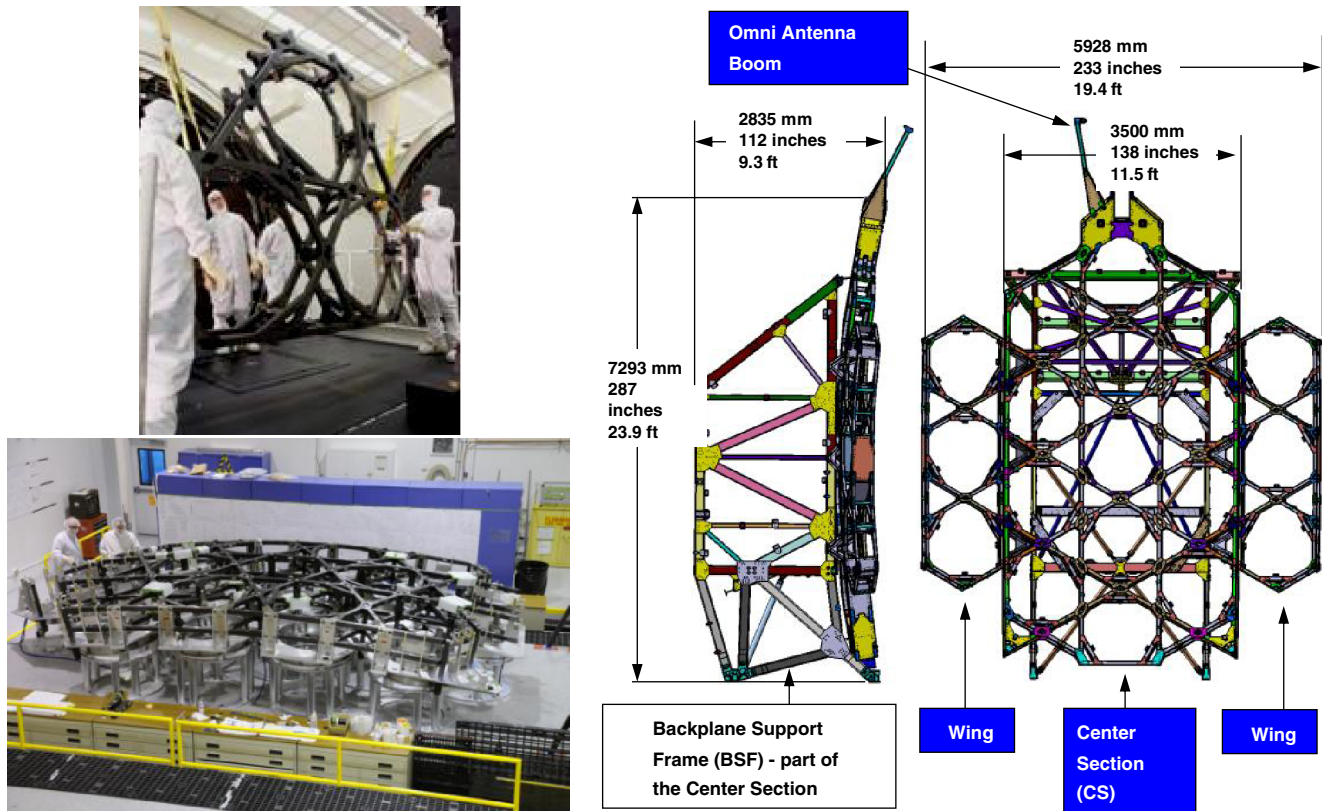 Omni Antenna
Boom
5928 mm
233 inches
19.4 ft
2835 mm
112 inches
9.3 ft
3500 mm
138 inches
11.5 ft
7293 mm
287
inches
23.9 ft
Backplane Support
Frame (BSF) - part of
the Center Section
Wing
Center
Section
(CS)
Wing